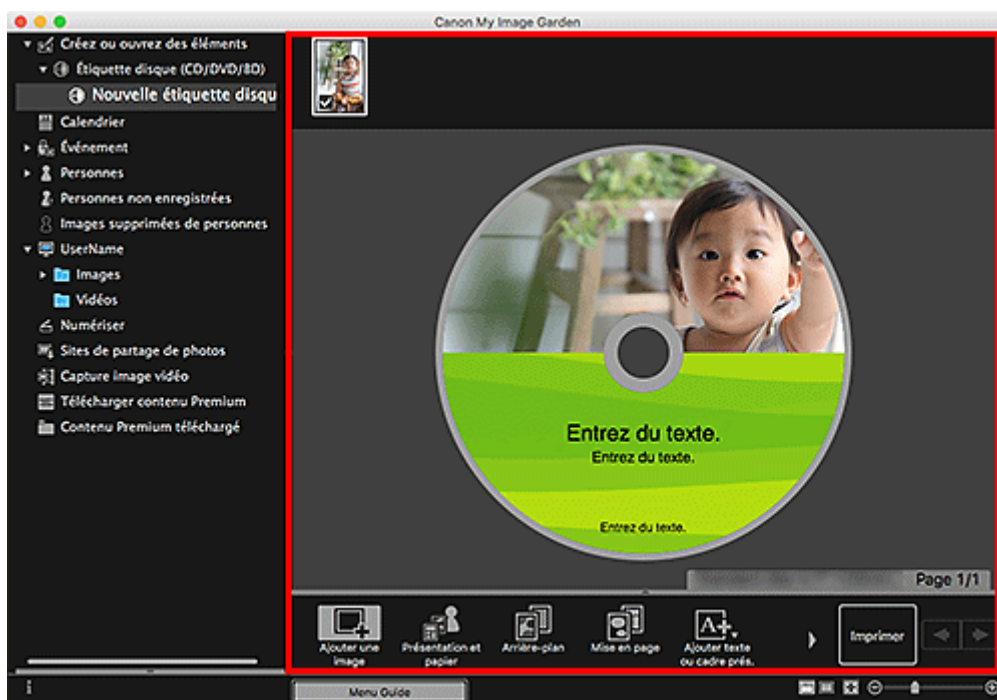 Canon My Image Garden
Créez ou ouvrez des éléments
Étiquette disque (CD/DVD/BD)
Nouvelle étiquette disqu
Calendrier
Événement
Personnes
Personnes non enregistrées
Images supprimées de personnes
UserName
Images
Vidéos
Numériser
Sites de partage de photos
Capture image vidéo
Télécharger contenu Premium
Contenu Premium téléchargé
Entrez du texte.
Entrez du texte.
Entrez du texte.
Page 1/1
Ajouter une
image
Présentation et
papier
Arrière-plan
Mise en page
Ajouter texte
ou cadre prés.
Imprimer
Menu Guide